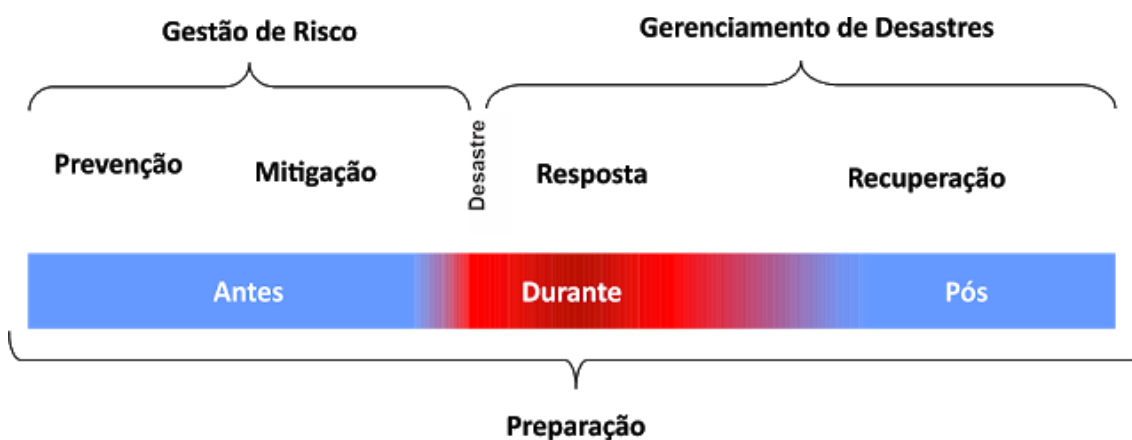 Gestão de Risco
Gerenciamento de Desastres
Prevenção
Mitigação
Desastre
Resposta
Recuperação
Antes
Durante
Pós
Preparação